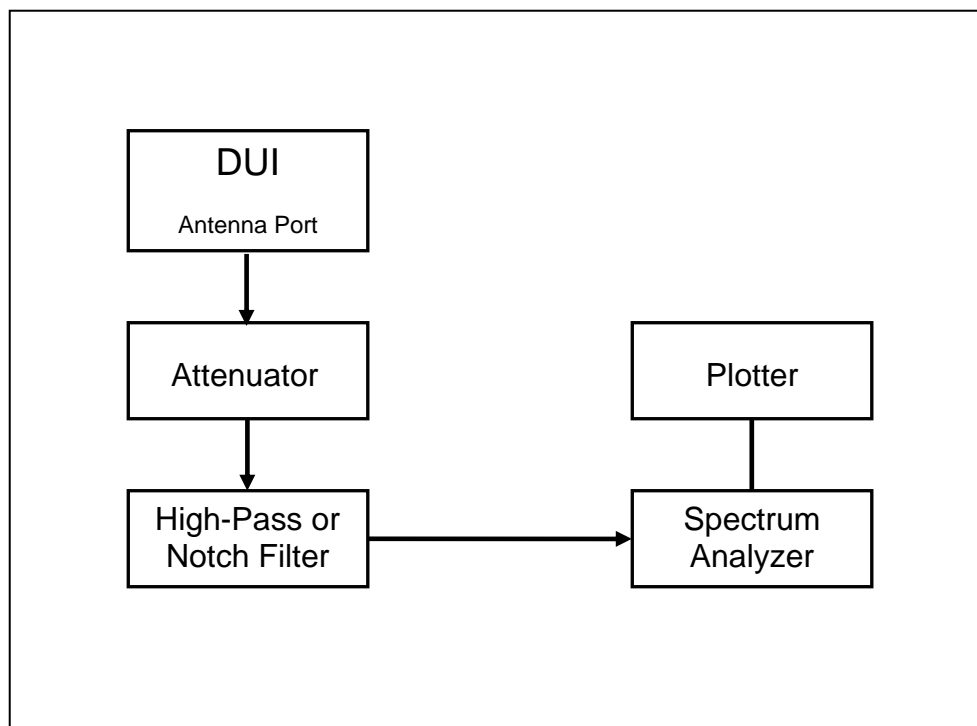 DUI
Antenna Port
Attenuator
Plotter
High-Pass or
Notch Filter
Spectrum
Analyzer